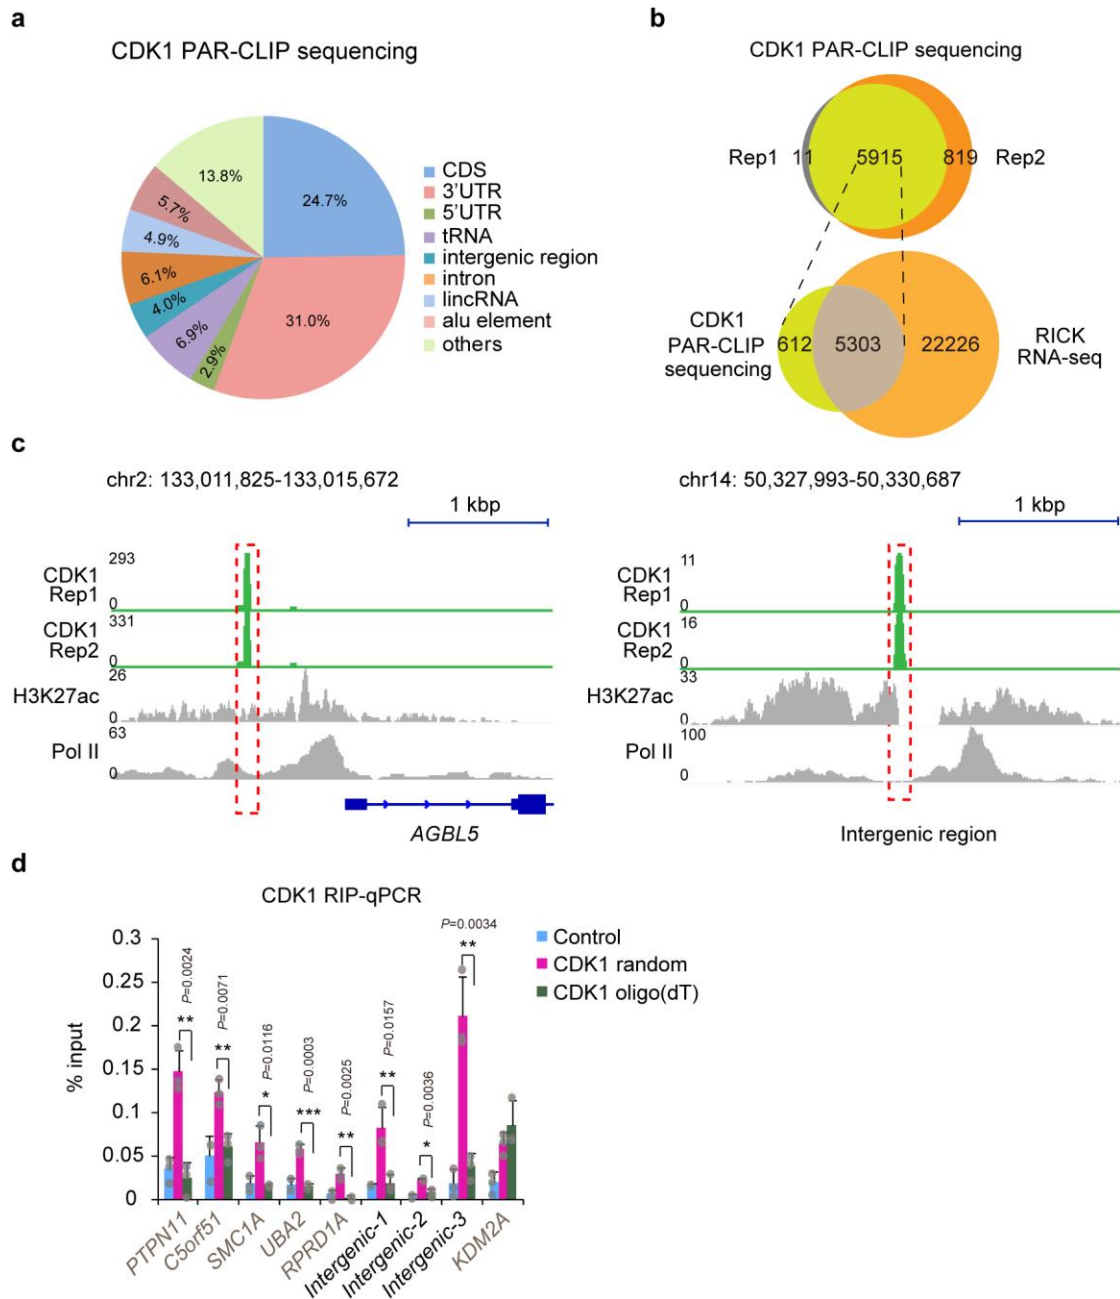 a
CDK1 PAR-CLIP sequencing
24.7%
31.0%
2.9%
6.9%
4.0%
6.1%
4.9%
5.7%
13.8%
CDS
3'UTR
5'UTR
tRNA
intergenic region
intron
lincRNA
alu element
others
b
CDK1 PAR-CLIP sequencing
Rep1 11 5915 819 Rep2
CDK1
PAR-CLIP
sequencing
612 5303 22226
RICK
RNA-seq
c
chr2: 133,011,825-133,015,672
1 kbp
CDK1
Rep1
293
0
CDK1
Rep2
331
0
H3K27ac
26
0
Pol II
63
0
AGBL5
chr14: 50,327,993-50,330,687
1 kbp
CDK1
Rep1
11
0
CDK1
Rep2
16
0
H3K27ac
33
0
Pol II
100
0
Intergenic region
d
CDK1 RIP-qPCR
Control
CDK1 random
CDK1 oligo(dT)
% input
0.3
0.25
0.2
0.15
0.1
0.05
0
P=0.0024
**
P=0.0071
**
P=0.0116
*
P=0.0003
***
P=0.0025
**
P=0.0157
**
P=0.0036
*
P=0.0034
**
PTPN11
C5orf51
SMC1A
UBA2
RPRD1A
Intergenic-1
Intergenic-2
Intergenic-3
KDM2A